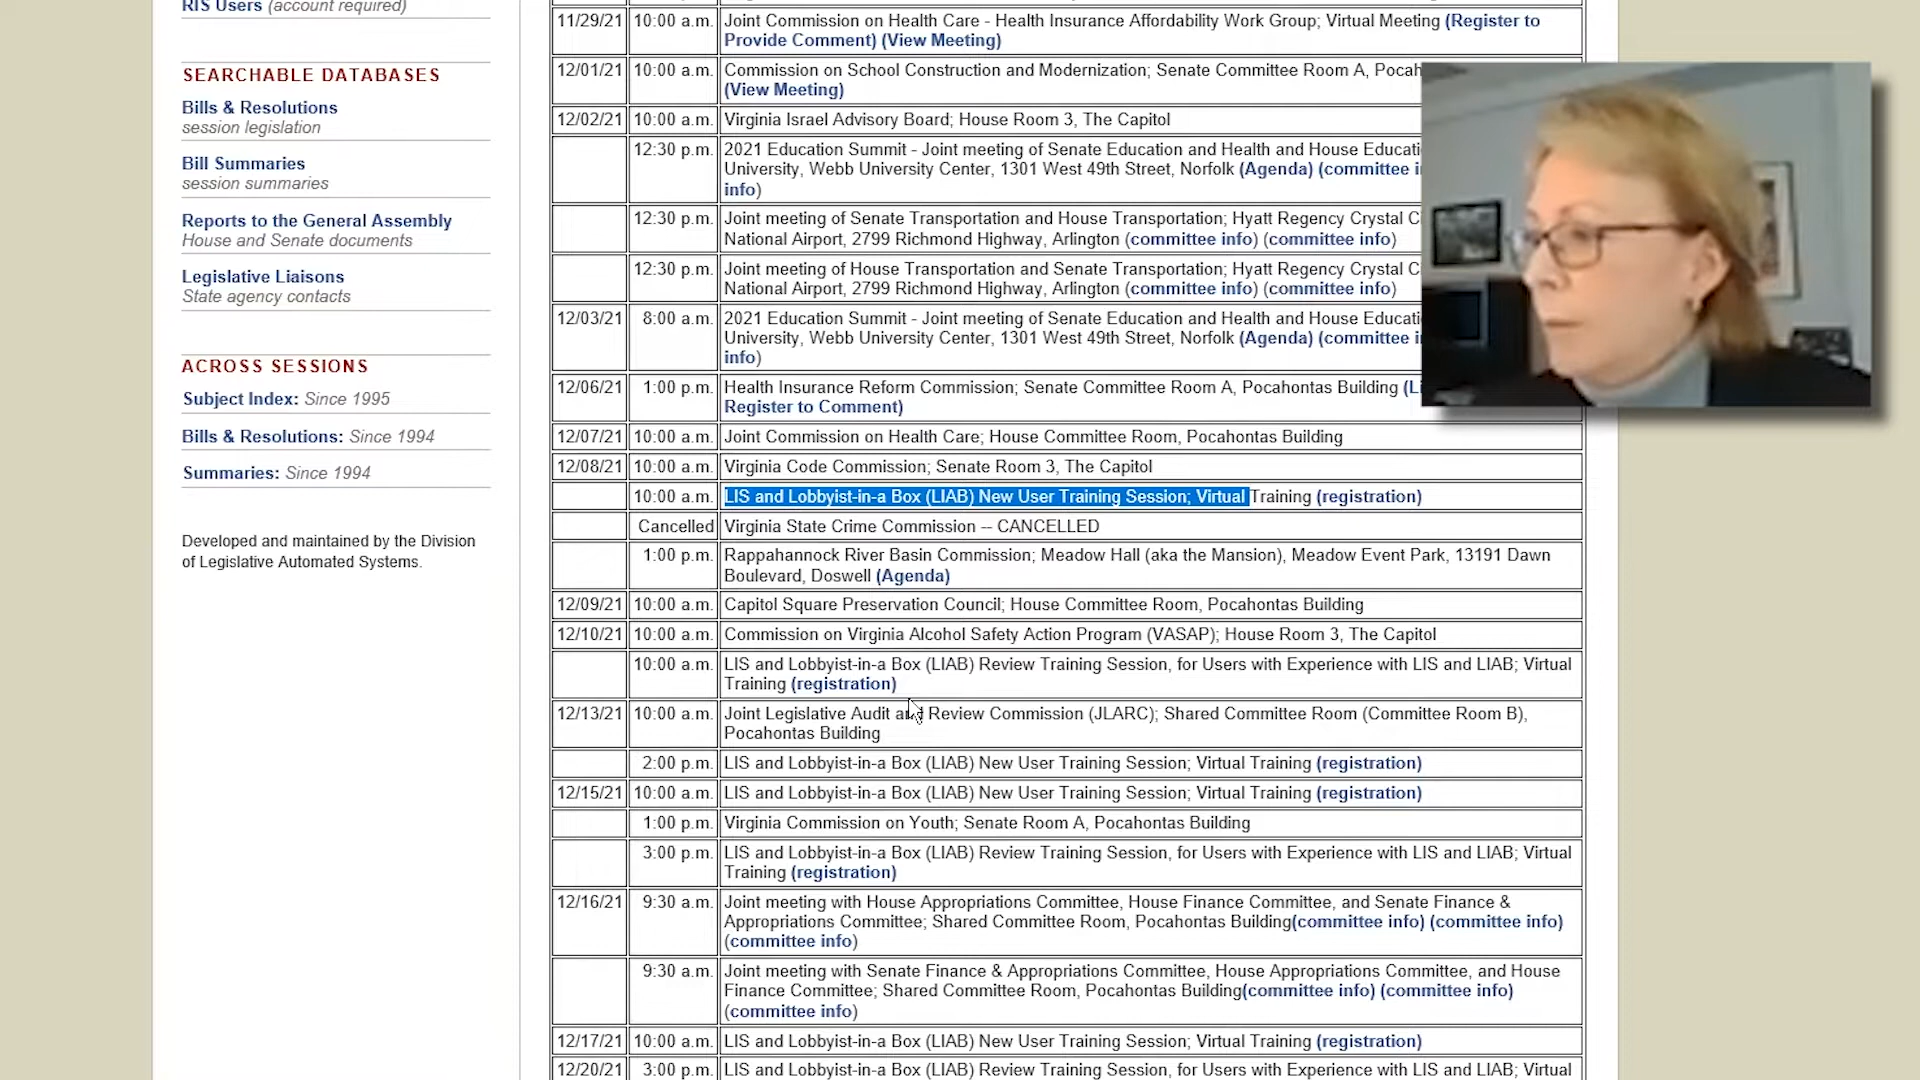 RIS Users (account required)
SEARCHABLE DATABASES
Bills & Resolutions
session legislation
Bill Summaries
session summaries
Reports to the General Assembly
House and Senate documents
Legislative Liaisons
State agency contacts
ACROSS SESSIONS
Subject Index: Since 1995
Bills & Resolutions: Since 1994
Summaries: Since 1994
Developed and maintained by the Division
of Legislative Automated Systems.
11/29/21 10:00 a.m. Joint Commission on Health Care - Health Insurance Affordability Work Group; Virtual Meeting (Register to
Provide Comment) (View Meeting)
12/01/21 10:00 a.m. Commission on School Construction and Modernization; Senate Committee Room A, Pocah
(View Meeting)
12/02/21 10:00 a.m. Virginia Israel Advisory Board; House Room 3, The Capitol
12:30 p.m. 2021 Education Summit - Joint meeting of Senate Education and Health and House Educati
University, Webb University Center, 1301 West 49th Street, Norfolk (Agenda) (committee i
info)
12:30 p.m. Joint meeting of Senate Transportation and House Transportation; Hyatt Regency Crystal C
National Airport, 2799 Richmond Highway, Arlington (committee info) (committee info)
12:30 p.m. Joint meeting of House Transportation and Senate Transportation; Hyatt Regency Crystal C
National Airport, 2799 Richmond Highway, Arlington (committee info) (committee info)
12/03/21 8:00 a.m. 2021 Education Summit - Joint meeting of Senate Education and Health and House Educati
University, Webb University Center, 1301 West 49th Street, Norfolk (Agenda) (committee i
info)
12/06/21 1:00 p.m. Health Insurance Reform Commission; Senate Committee Room A, Pocahontas Building (Li
Register to Comment)
12/07/21 10:00 a.m. Joint Commission on Health Care; House Committee Room, Pocahontas Building
12/08/21 10:00 a.m. Virginia Code Commission; Senate Room 3, The Capitol
10:00 a.m. LIS and Lobbyist-in-a Box (LIAB) New User Training Session; Virtual Training (registration)
Cancelled Virginia State Crime Commission -- CANCELLED
1:00 p.m. Rappahannock River Basin Commission; Meadow Hall (aka the Mansion), Meadow Event Park, 13191 Dawn
Boulevard, Doswell (Agenda)
12/09/21 10:00 a.m. Capitol Square Preservation Council; House Committee Room, Pocahontas Building
12/10/21 10:00 a.m. Commission on Virginia Alcohol Safety Action Program (VASAP); House Room 3, The Capitol
10:00 a.m. LIS and Lobbyist-in-a Box (LIAB) Review Training Session, for Users with Experience with LIS and LIAB; Virtual
Training (registration)
12/13/21 10:00 a.m. Joint Legislative Audit and Review Commission (JLARC); Shared Committee Room (Committee Room B),
Pocahontas Building
2:00 p.m. LIS and Lobbyist-in-a Box (LIAB) New User Training Session; Virtual Training (registration)
12/15/21 10:00 a.m. LIS and Lobbyist-in-a Box (LIAB) New User Training Session; Virtual Training (registration)
1:00 p.m. Virginia Commission on Youth; Senate Room A, Pocahontas Building
3:00 p.m. LIS and Lobbyist-in-a Box (LIAB) Review Training Session, for Users with Experience with LIS and LIAB; Virtual
Training (registration)
12/16/21 9:30 a.m. Joint meeting with House Appropriations Committee, House Finance Committee, and Senate Finance &
Appropriations Committee; Shared Committee Room, Pocahontas Building(committee info) (committee info)
(committee info)
9:30 a.m. Joint meeting with Senate Finance & Appropriations Committee, House Appropriations Committee, and House
Finance Committee; Shared Committee Room, Pocahontas Building(committee info) (committee info)
(committee info)
12/17/21 10:00 a.m. LIS and Lobbyist-in-a Box (LIAB) New User Training Session; Virtual Training (registration)
12/20/21 3:00 p.m. LIS and Lobbyist-in-a Box (LIAB) Review Training Session, for Users with Experience with LIS and LIAB; Virtual